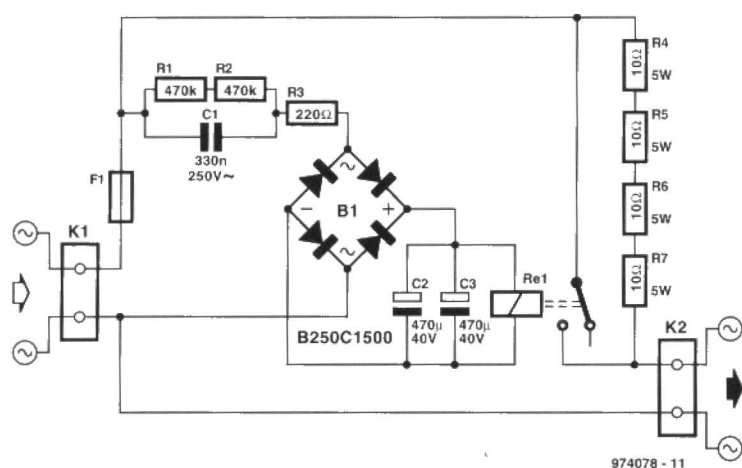 R1
R2
470k
470k
C1
330n
250V~
R3
220Ω
F1
K1
~
~
~
–
B1
+
~
B250C1500
C2
470µ
40V
C3
470µ
40V
Re1
R4
10Ω
5W
R5
10Ω
5W
R6
10Ω
5W
R7
10Ω
5W
K2
~
~
974078 - 11